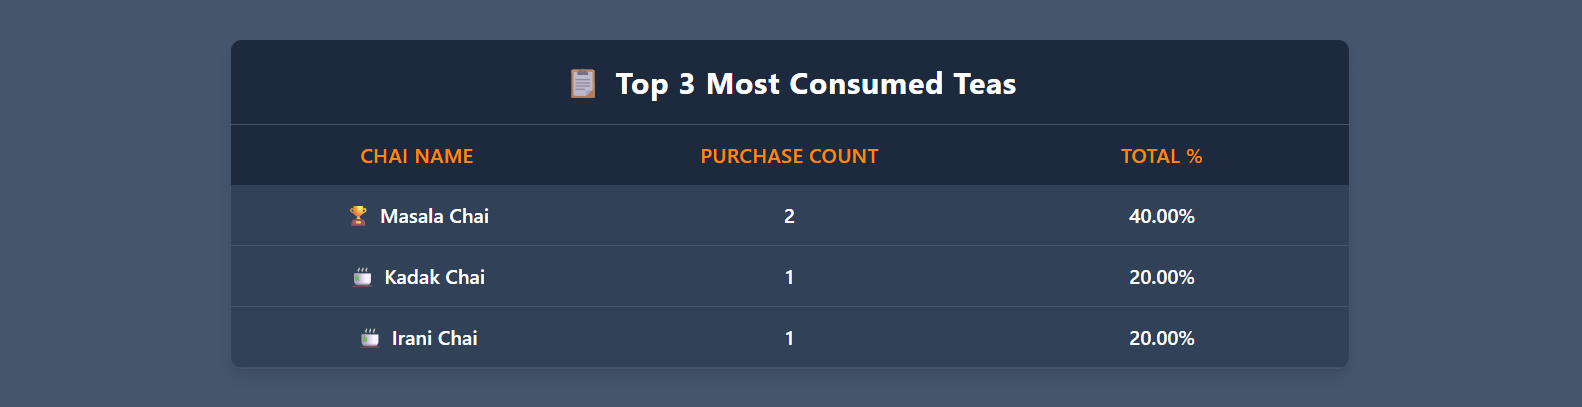 Top 3 Most Consumed Teas
CHAI NAME PURCHASE COUNT TOTAL %
Masala Chai 2 40.00%
Kadak Chai 1 20.00%
Irani Chai 1 20.00%